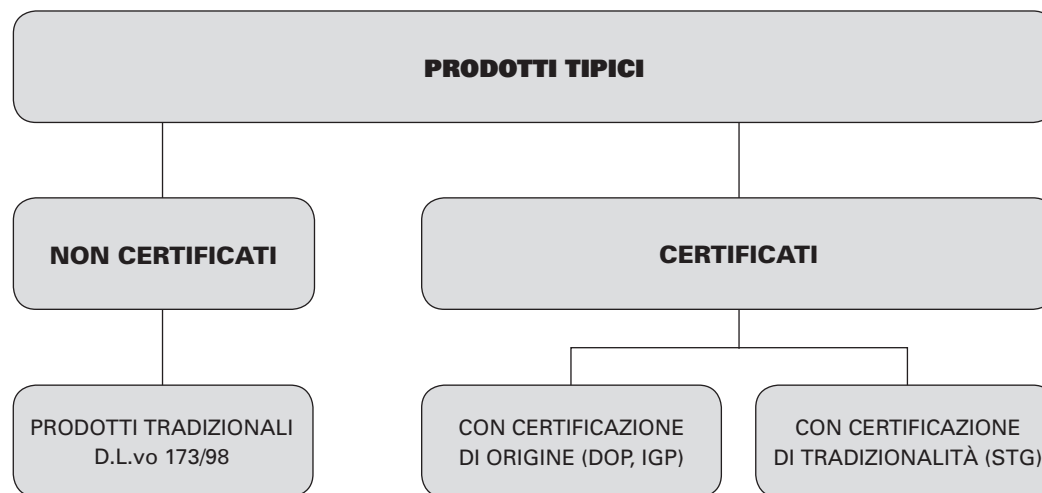 PRODOTTI TIPICI
NON CERTIFICATI
CERTIFICATI
PRODOTTI TRADIZIONALI
D.L.vo 173/98
CON CERTIFICAZIONE
DI ORIGINE (DOP, IGP)
CON CERTIFICAZIONE
DI TRADIZIONALITÀ (STG)